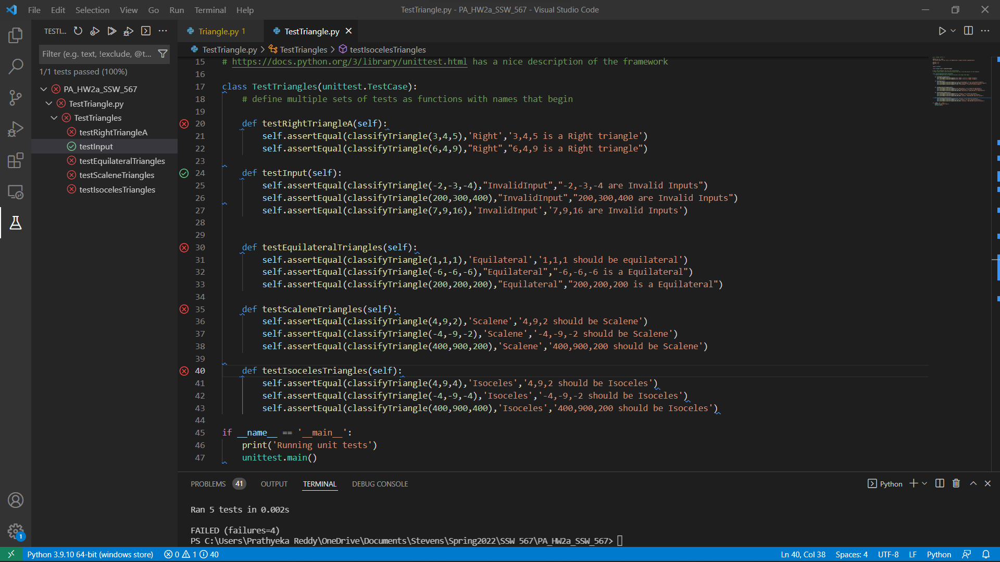 File Edit Selection View Go Run Terminal Help
TestTriangle.py - PA_HW2a_SSW_567 - Visual Studio Code
TESTI...
Triangle.py 1
TestTriangle.py
Filter (e.g. text, !exclude, @t...
TestTriangle.py > TestTriangles > testIsocelesTriangles
1/1 tests passed (100%)
PA_HW2a_SSW_567
TestTriangle.py
TestTriangles
testRightTriangleA
testInput
testEquilateralTriangles
testScaleneTriangles
testIsocelesTriangles
15 # https://docs.python.org/3/library/unittest.html has a nice description of the framework
16
17 class TestTriangles(unittest.TestCase):
18 # define multiple sets of tests as functions with names that begin
19
20 def testRightTriangleA(self):
21 self.assertEqual(classifyTriangle(3,4,5),'Right','3,4,5 is a Right triangle')
22 self.assertEqual(classifyTriangle(6,4,9),"Right","6,4,9 is a Right triangle")
23
24 def testInput(self):
25 self.assertEqual(classifyTriangle(-2,-3,-4),"InvalidInput","-2,-3,-4 are Invalid Inputs")
26 self.assertEqual(classifyTriangle(200,300,400),"InvalidInput","200,300,400 are Invalid Inputs")
27 self.assertEqual(classifyTriangle(7,9,16),'InvalidInput','7,9,16 are Invalid Inputs')
28
29
30 def testEquilateralTriangles(self):
31 self.assertEqual(classifyTriangle(1,1,1),'Equilateral','1,1,1 should be equilateral')
32 self.assertEqual(classifyTriangle(-6,-6,-6),"Equilateral","-6,-6,-6 is a Equilateral")
33 self.assertEqual(classifyTriangle(200,200,200),"Equilateral","200,200,200 is a Equilateral")
34
35 def testScaleneTriangles(self):
36 self.assertEqual(classifyTriangle(4,9,2),'Scalene','4,9,2 should be Scalene')
37 self.assertEqual(classifyTriangle(-4,-9,-2),'Scalene','-4,-9,-2 should be Scalene')
38 self.assertEqual(classifyTriangle(400,900,200),'Scalene','400,900,200 should be Scalene')
39
40 def testIsocelesTriangles(self):
41 self.assertEqual(classifyTriangle(4,9,4),'Isoceles','4,9,2 should be Isoceles')
42 self.assertEqual(classifyTriangle(-4,-9,-4),'Isoceles','-4,-9,-2 should be Isoceles')
43 self.assertEqual(classifyTriangle(400,900,400),'Isoceles','400,900,200 should be Isoceles')
44
45 if __name__ == '__main__':
46 print('Running unit tests')
47 unittest.main()
PROBLEMS 41 OUTPUT TERMINAL DEBUG CONSOLE
Python
Ran 5 tests in 0.002s
FAILED (failures=4)
PS C:\Users\Prathyeka Reddy\OneDrive\Documents\Stevens\Spring2022\SSW 567\PA_HW2a_SSW_567>
1
Python 3.9.10 64-bit (windows store) 0 1 40
Ln 40, Col 38 Spaces: 4 UTF-8 LF Python